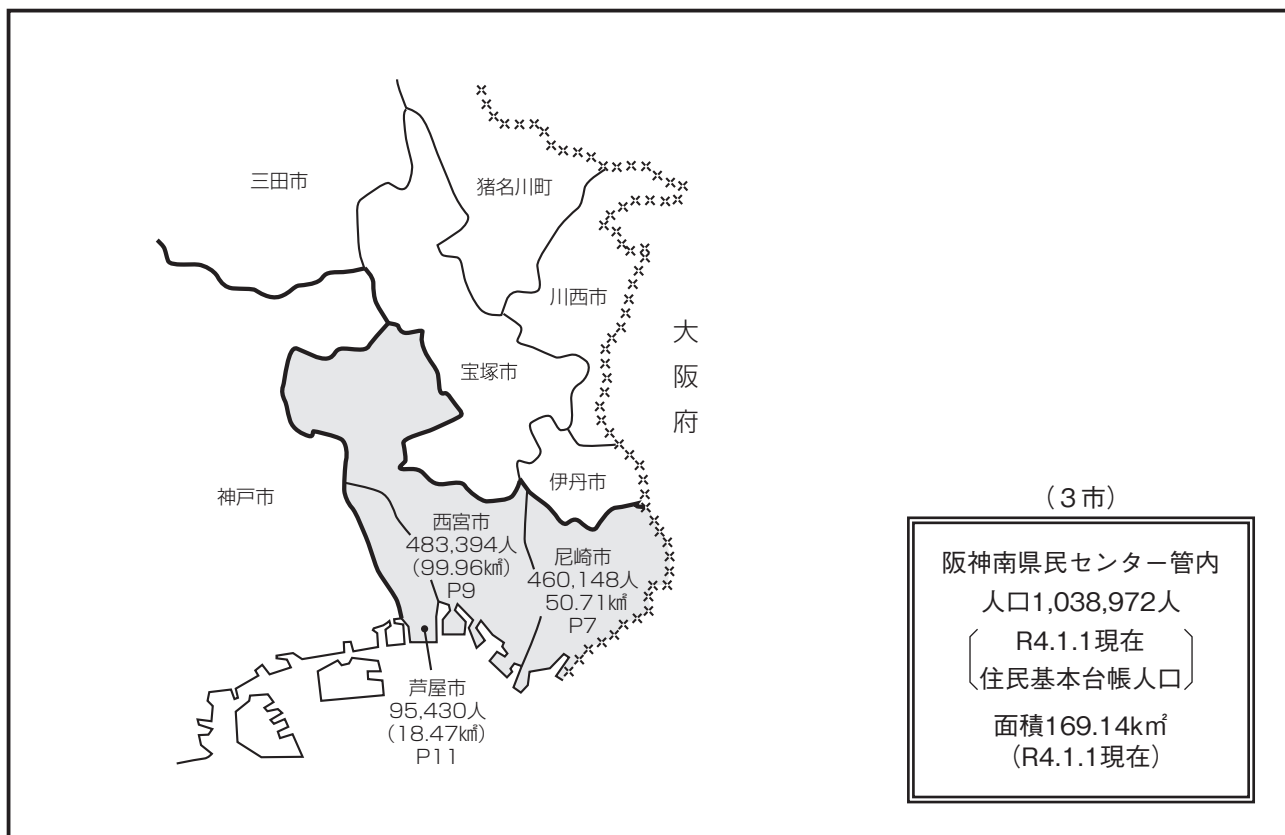 三田市
猪名川町
川西市
大阪府
宝塚市
伊丹市
神戸市
西宮市
483,394人
(99.96㎢)
P9
尼崎市
460,148人
50.71㎢
P7
芦屋市
95,430人
(18.47㎢)
P11
(３市)
阪神南県民センター管内
人口1,038,972人
R4.1.1現在
住民基本台帳人口
面積169.14k㎡
(R4.1.1現在)